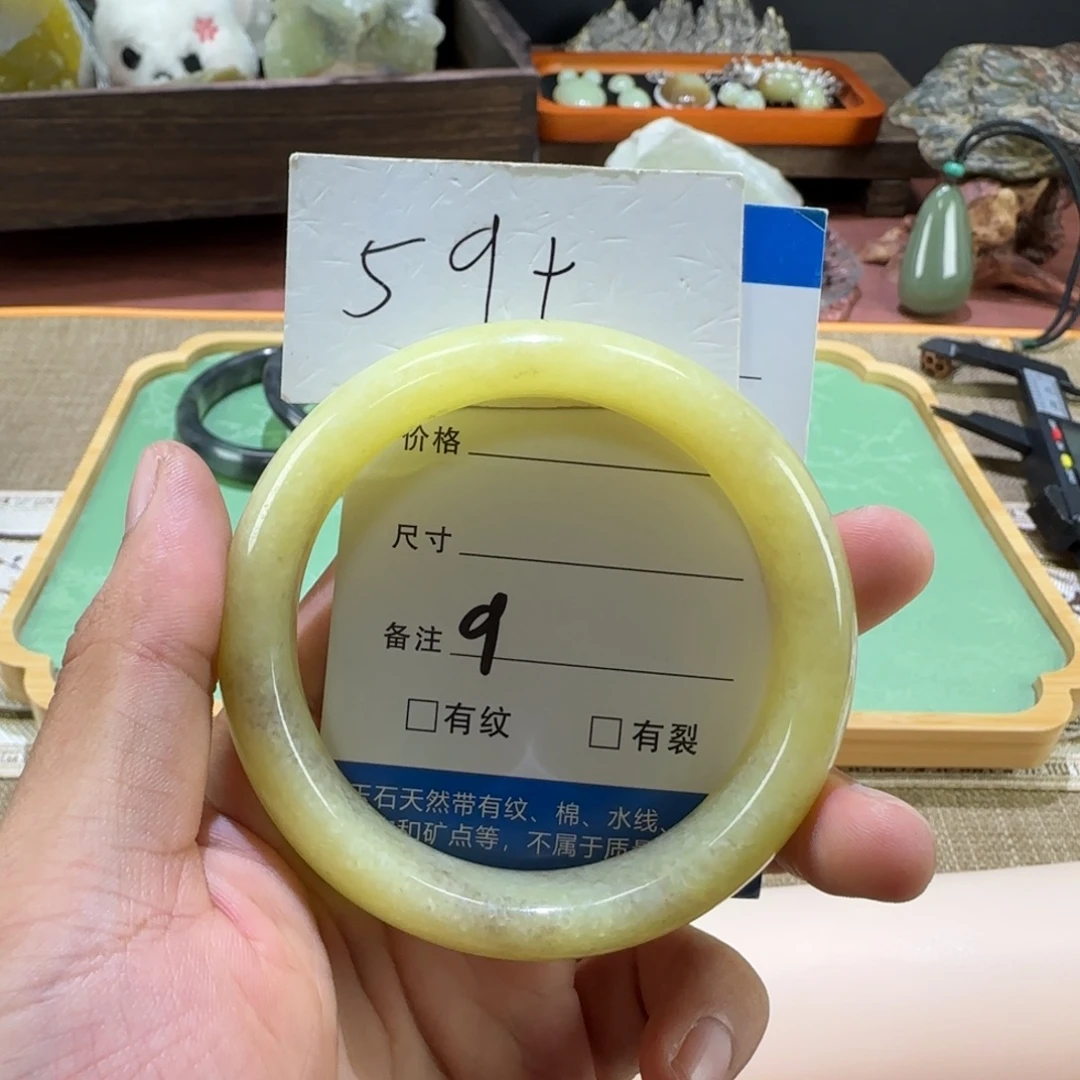 59+
价格
尺寸
备注 9
□有纹 □有裂
玉石天然带有纹、棉、水线、
和矿点等，不属于质量